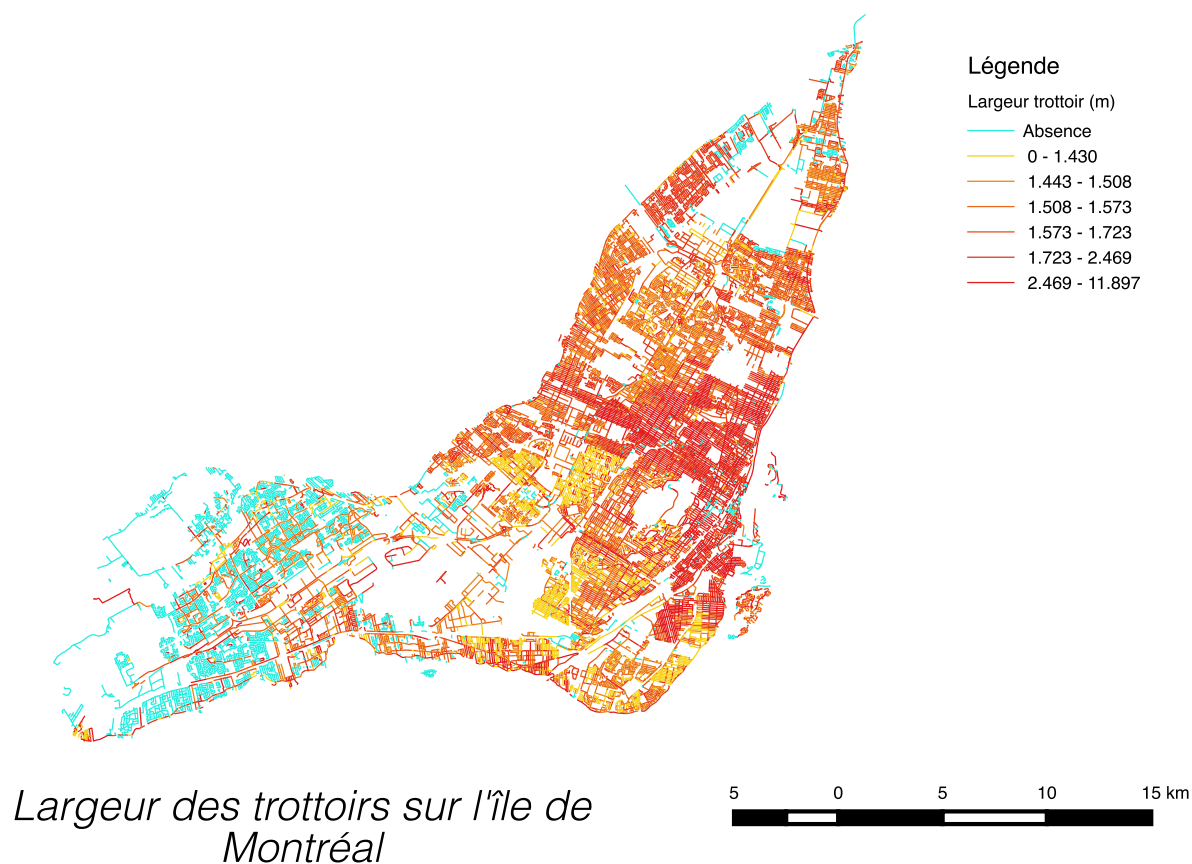 Légende
Largeur trottoir (m)
Absence
0 - 1.430
1.443 - 1.508
1.508 - 1.573
1.573 - 1.723
1.723 - 2.469
2.469 - 11.897
Largeur des trottoirs sur l'île de
Montréal
5 0 5 10 15 km